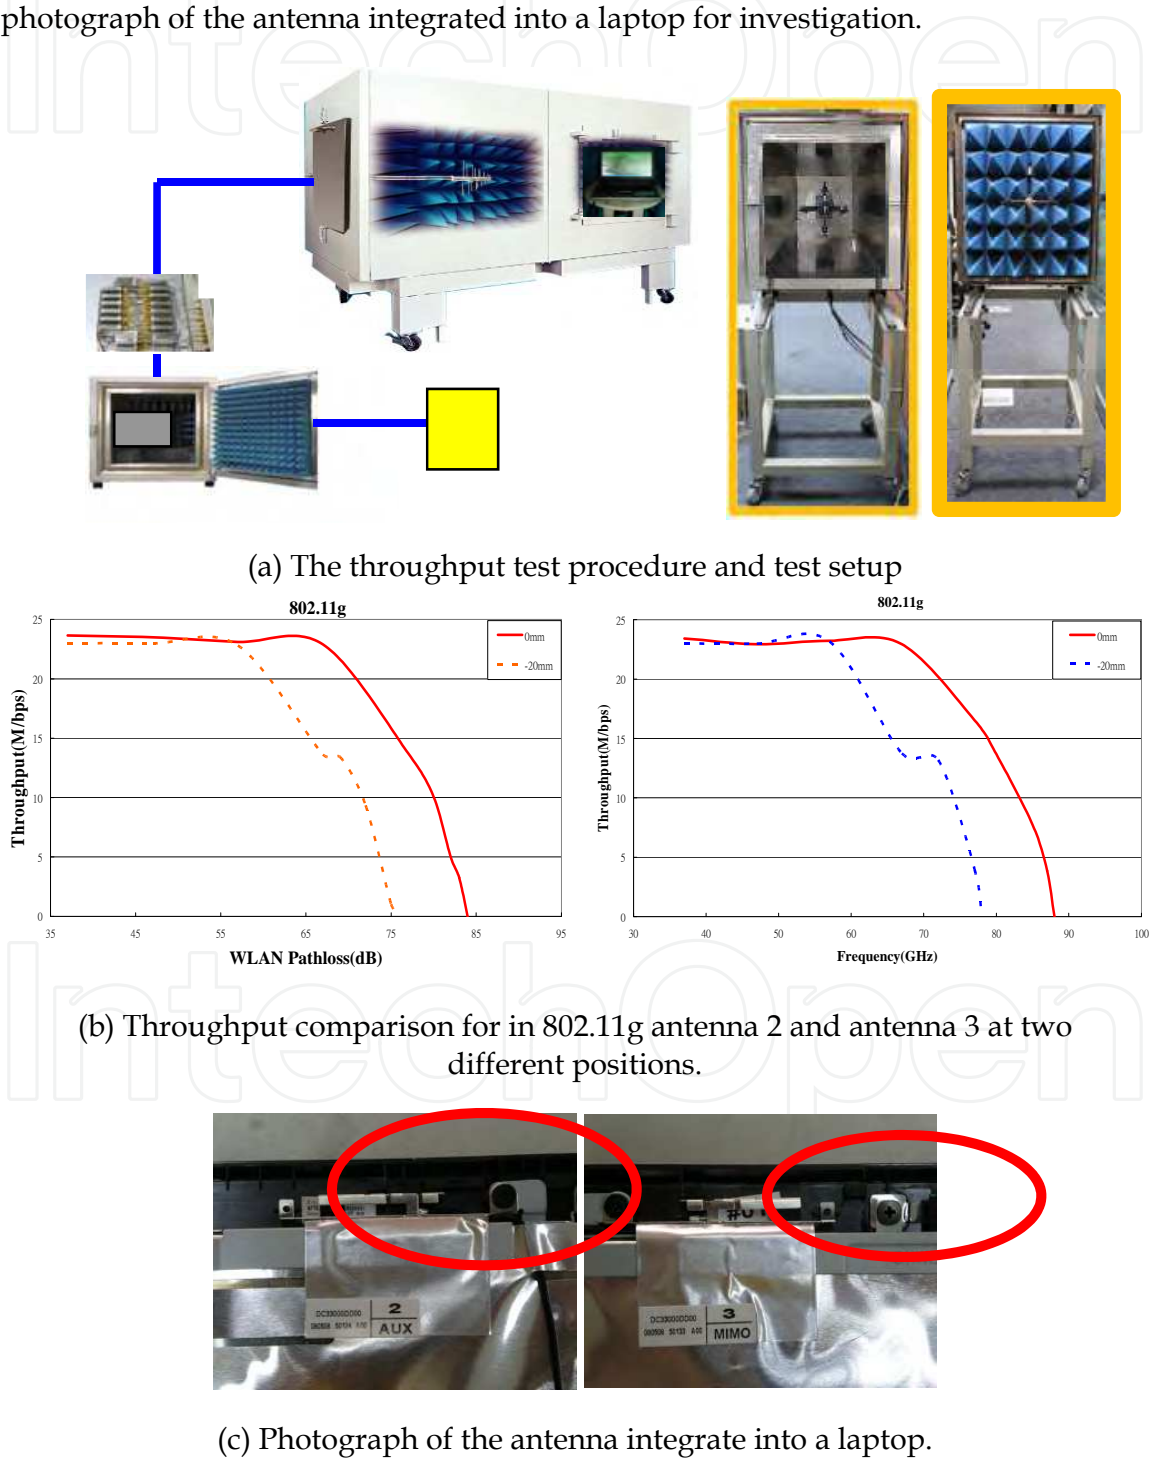 photograph of the antenna integrated into a laptop for investigation.
(a) The throughput test procedure and test setup
802.11g
25
20
15
10
5
0
35
45
55
65
75
85
95
Throughput(M/bps)
WLAN Pathloss(dB)
0mm
-20mm
802.11g
25
20
15
10
5
0
30
40
50
60
70
80
90
100
Throughput(M/bps)
Frequency(GHz)
0mm
-20mm
(b) Throughput comparison for in 802.11g antenna 2 and antenna 3 at two
different positions.
2
AUX
3
MIMO
(c) Photograph of the antenna integrate into a laptop.
IntechOpen
IntechOpen